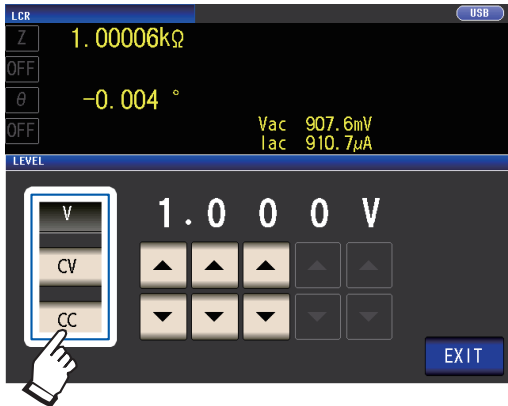 LCR USB
Z 1.00006kΩ
OFF
θ -0.004 °
OFF
Vac 907.6mV
Iac 910.7μA
LEVEL
V
1.000 V
CV
CC
EXIT